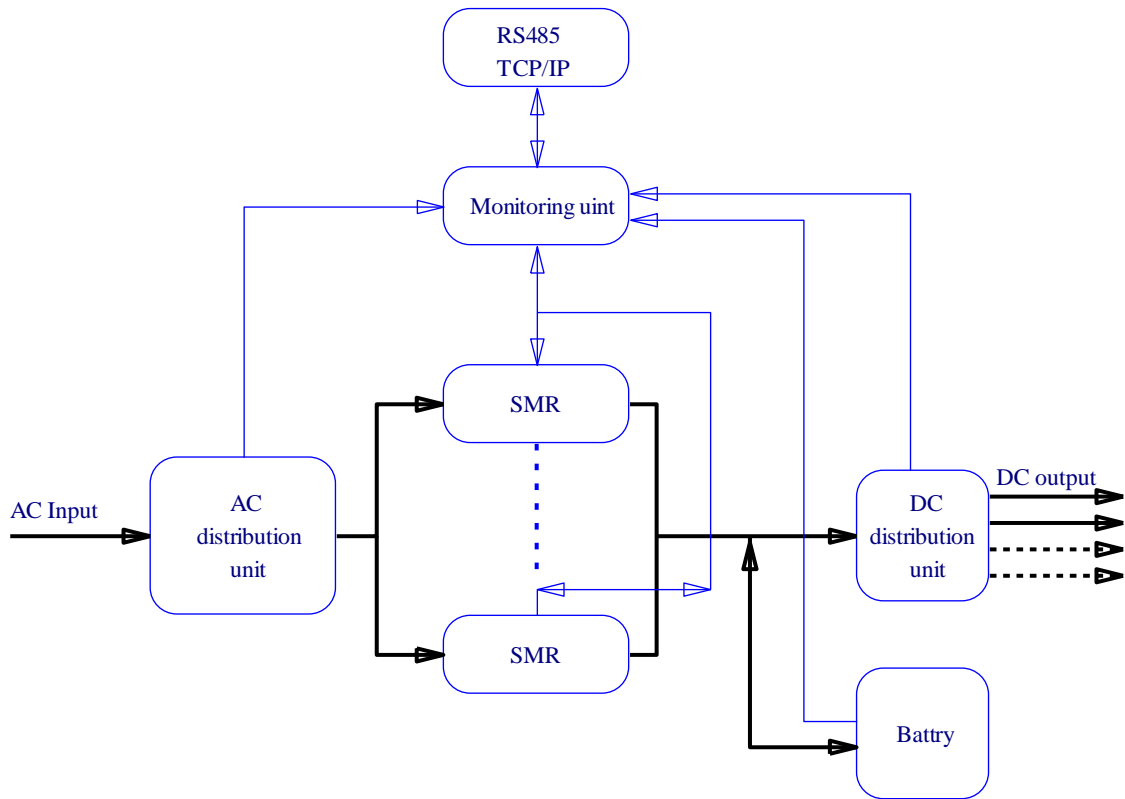 RS485
TCP/IP
Monitoring uint
SMR
AC Input
AC
distribution
unit
DC output
DC
distribution
unit
SMR
Battry